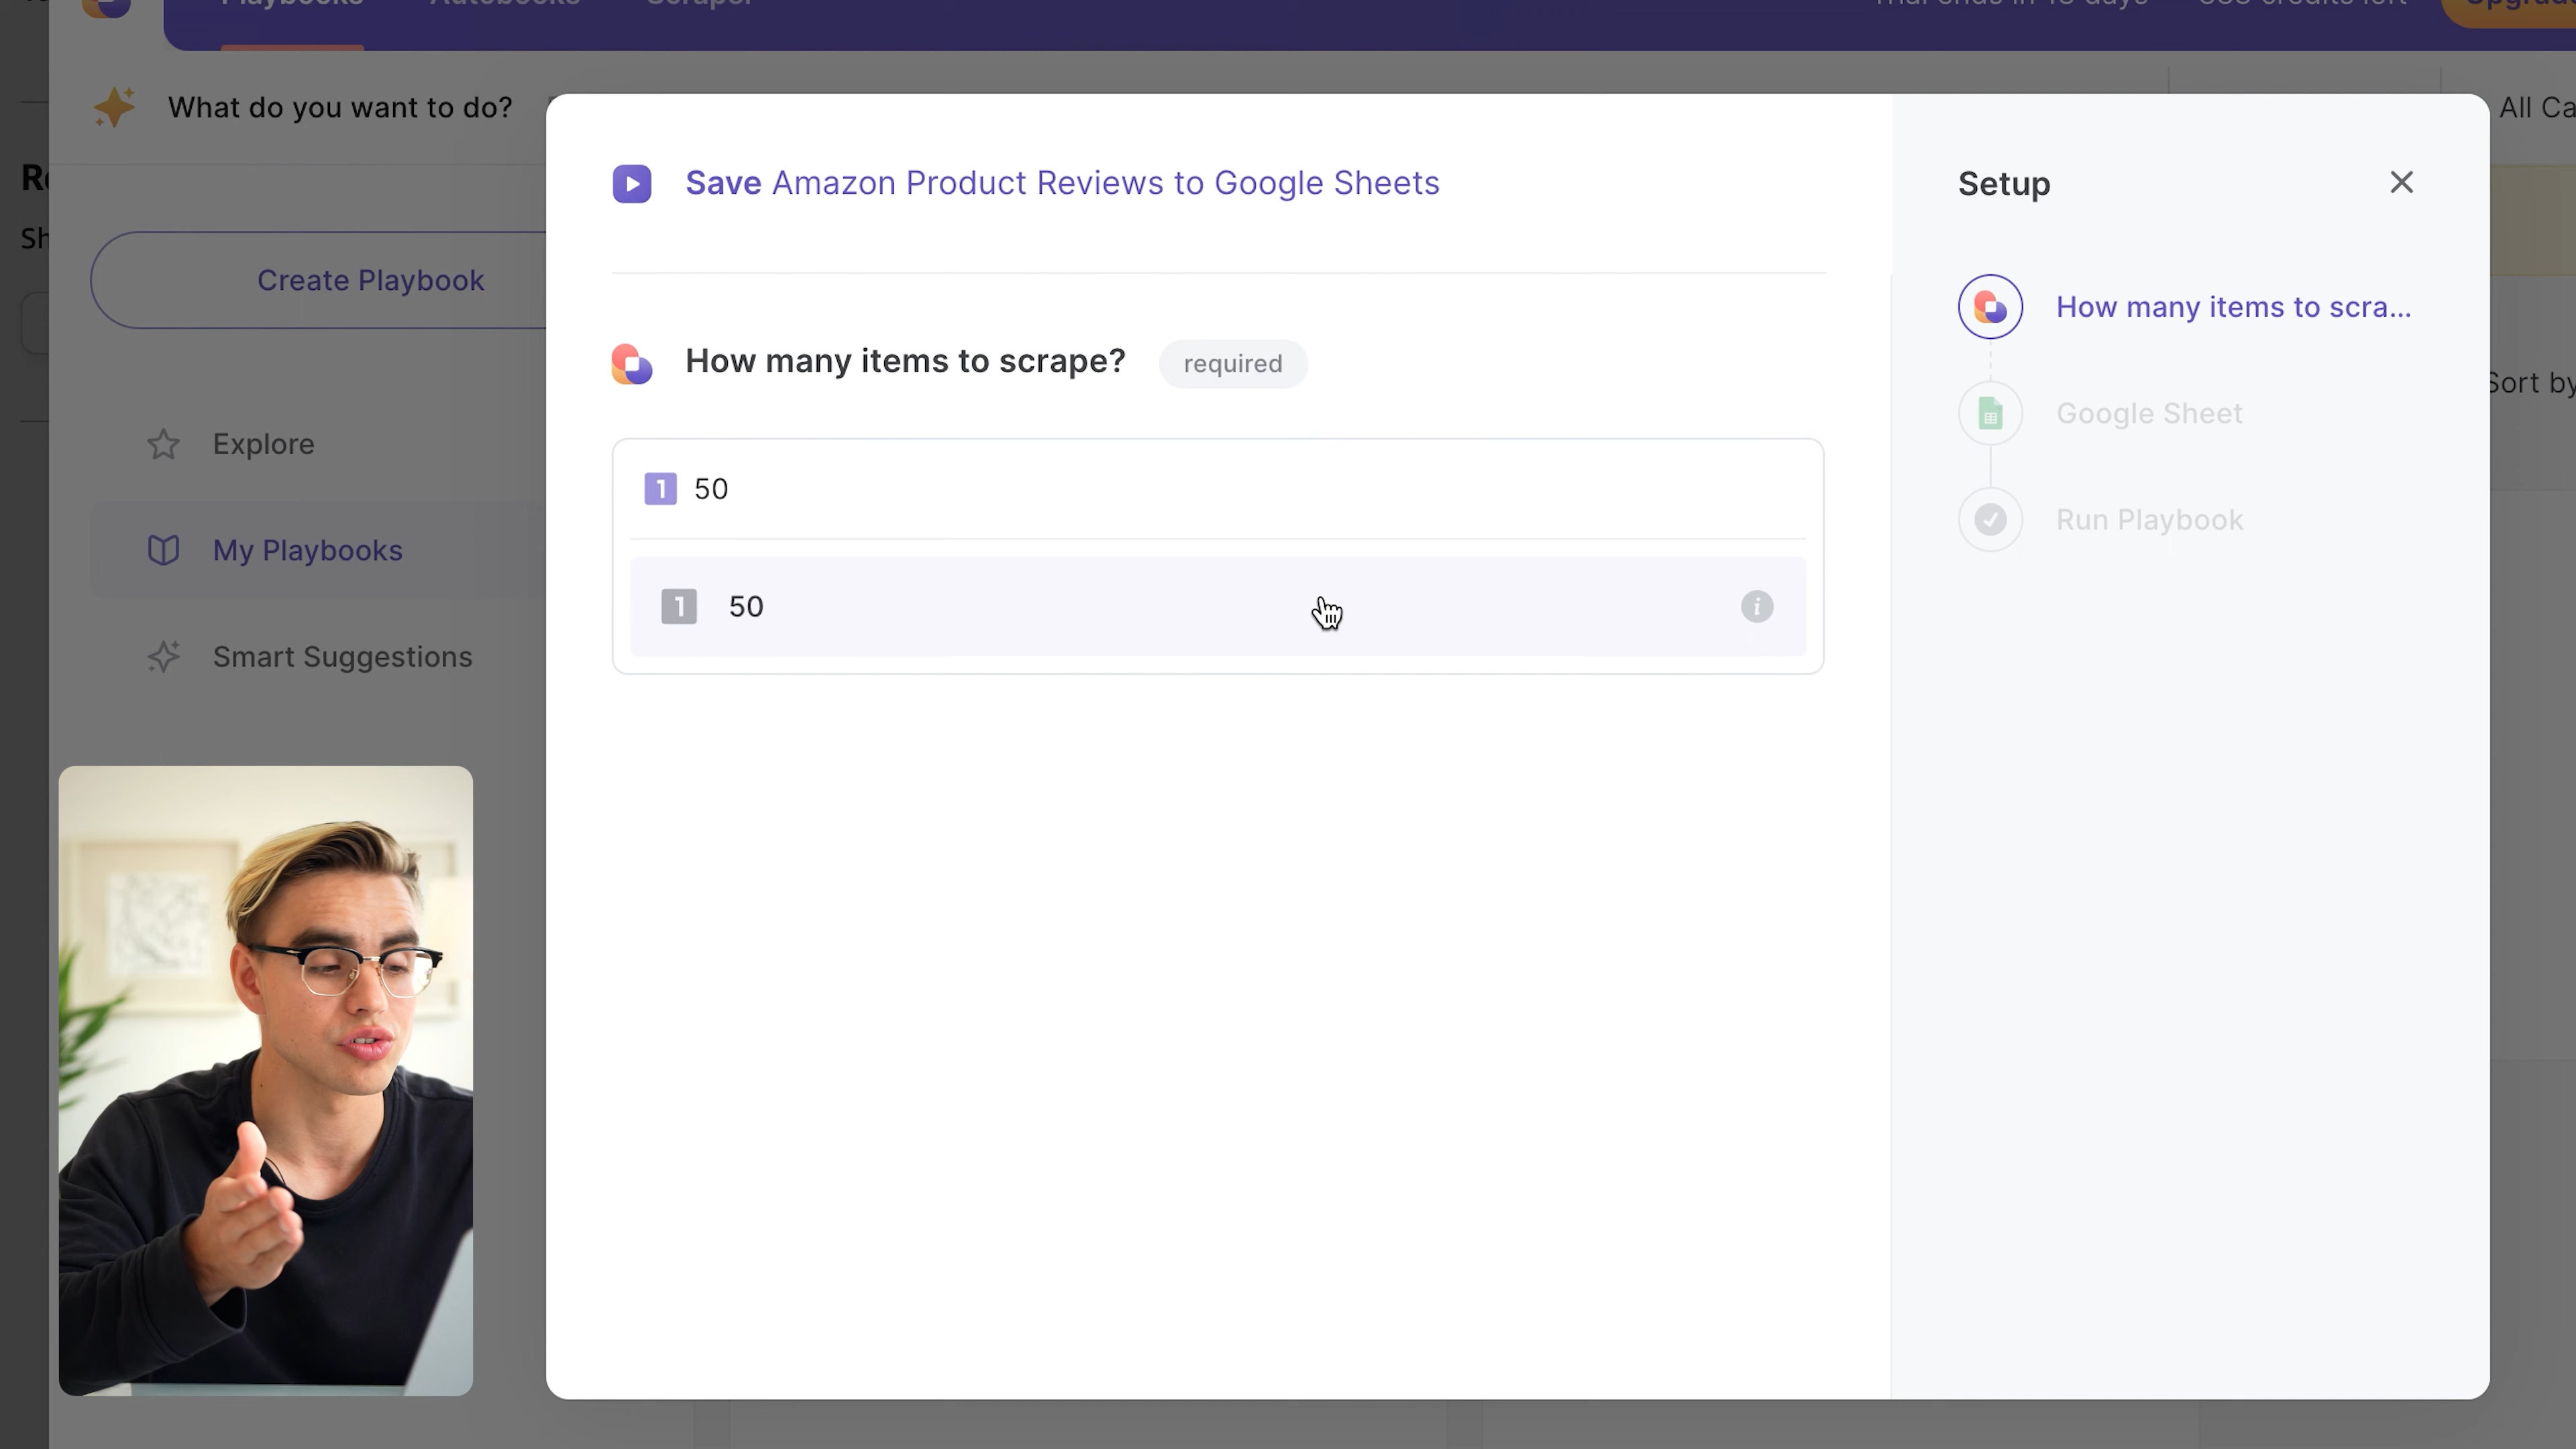 Playbooks Autobooks Scraper
What do you want to do?
All Ca
Save Amazon Product Reviews to Google Sheets
Setup
Create Playbook
How many items to scra...
How many items to scrape?
required
Sort by
Google Sheet
Explore
1 50
My Playbooks
Run Playbook
1 50
i
Smart Suggestions